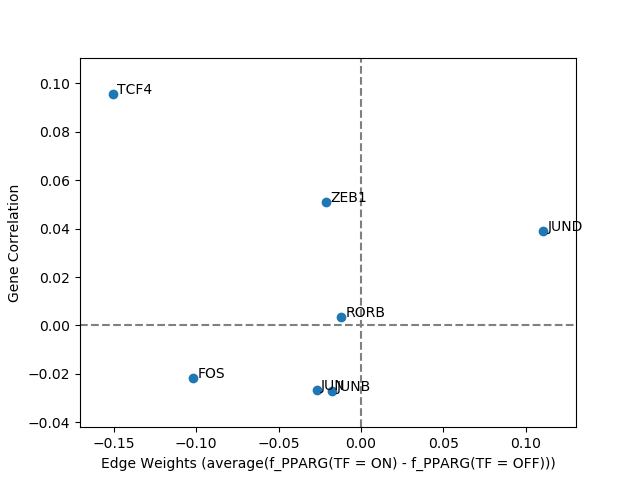 0.10
0.08
0.06
0.04
0.02
0.00
−0.02
−0.04
Gene Correlation
TCF4
ZEB1
JUND
RORB
FOS
JUN
JUNB
−0.15
−0.10
−0.05
0.00
0.05
0.10
Edge Weights (average(f_PPARG(TF = ON) - f_PPARG(TF = OFF)))